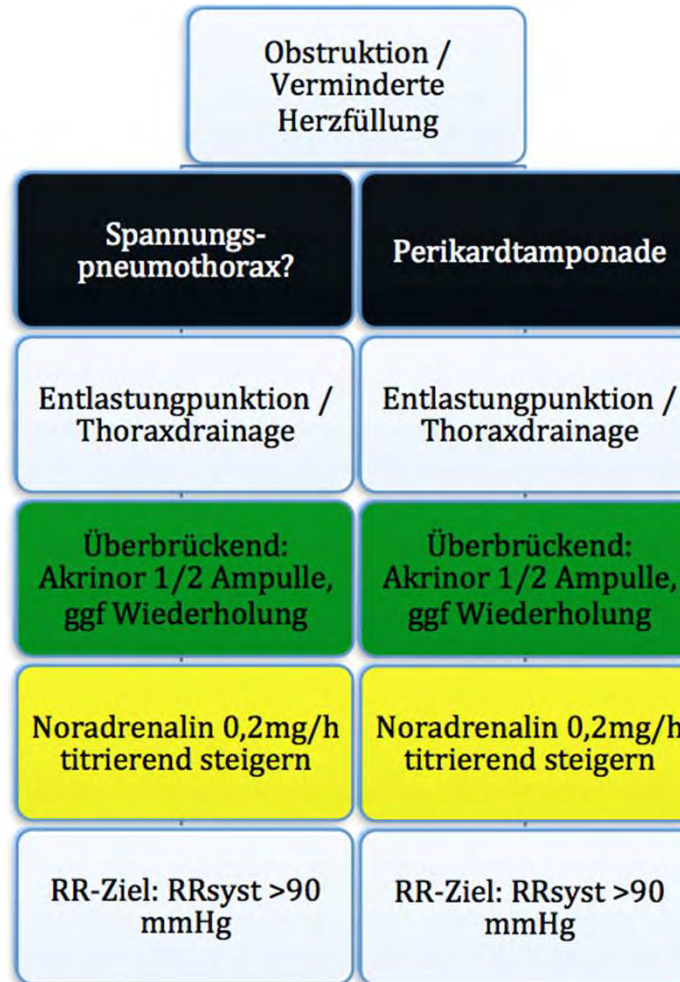 Obstruktion /
Verminderte
Herzfüllung
Spannungs-
pneumothorax?
Perikardtamponade
Entlastungpunktion /
Thoraxdrainage
Entlastungpunktion /
Thoraxdrainage
Überbrückend:
Akrinor 1/2 Ampulle,
ggf Wiederholung
Überbrückend:
Akrinor 1/2 Ampulle,
ggf Wiederholung
Noradrenalin 0,2mg/h
titrierend steigern
Noradrenalin 0,2mg/h
titrierend steigern
RR-Ziel: RRsyst >90
mmHg
RR-Ziel: RRsyst >90
mmHg